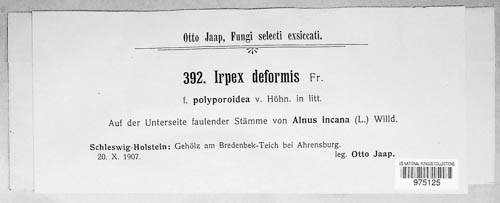 Otto Jaap, Fungi selecti exsiccati.
392. Irpex deformis Fr.
f. polyporoidea v. Höhn. in litt.
Auf der Unterseite faulender Stämme von Alnus incana (L.) Willd.
Schleswig-Holstein: Gehölz am Bredenbek-Teich bei Ahrensburg.
20. X. 1907. leg. Otto Jaap.
US NATIONAL FUNGUS COLLECTIONS
975125